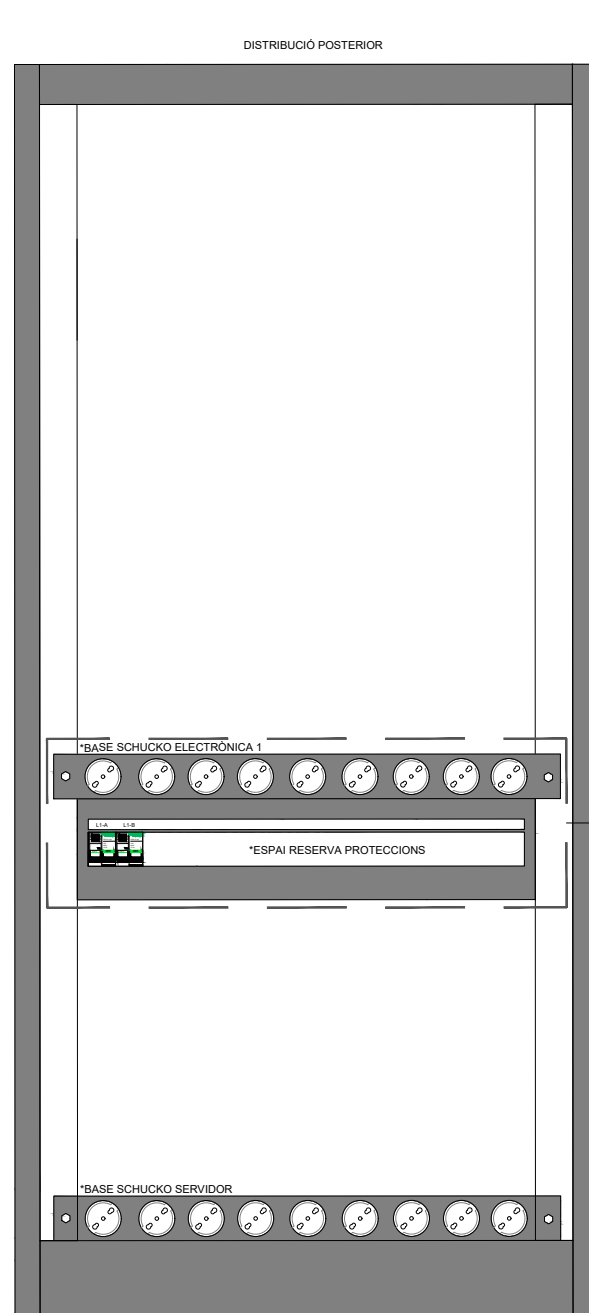 DISTRIBUCIÓ POSTERIOR
*BASE SCHUCKO ELECTRÒNICA 1
L1-A L1-B
*ESPAI RESERVA PROTECCIONS
*BASE SCHUCKO SERVIDOR